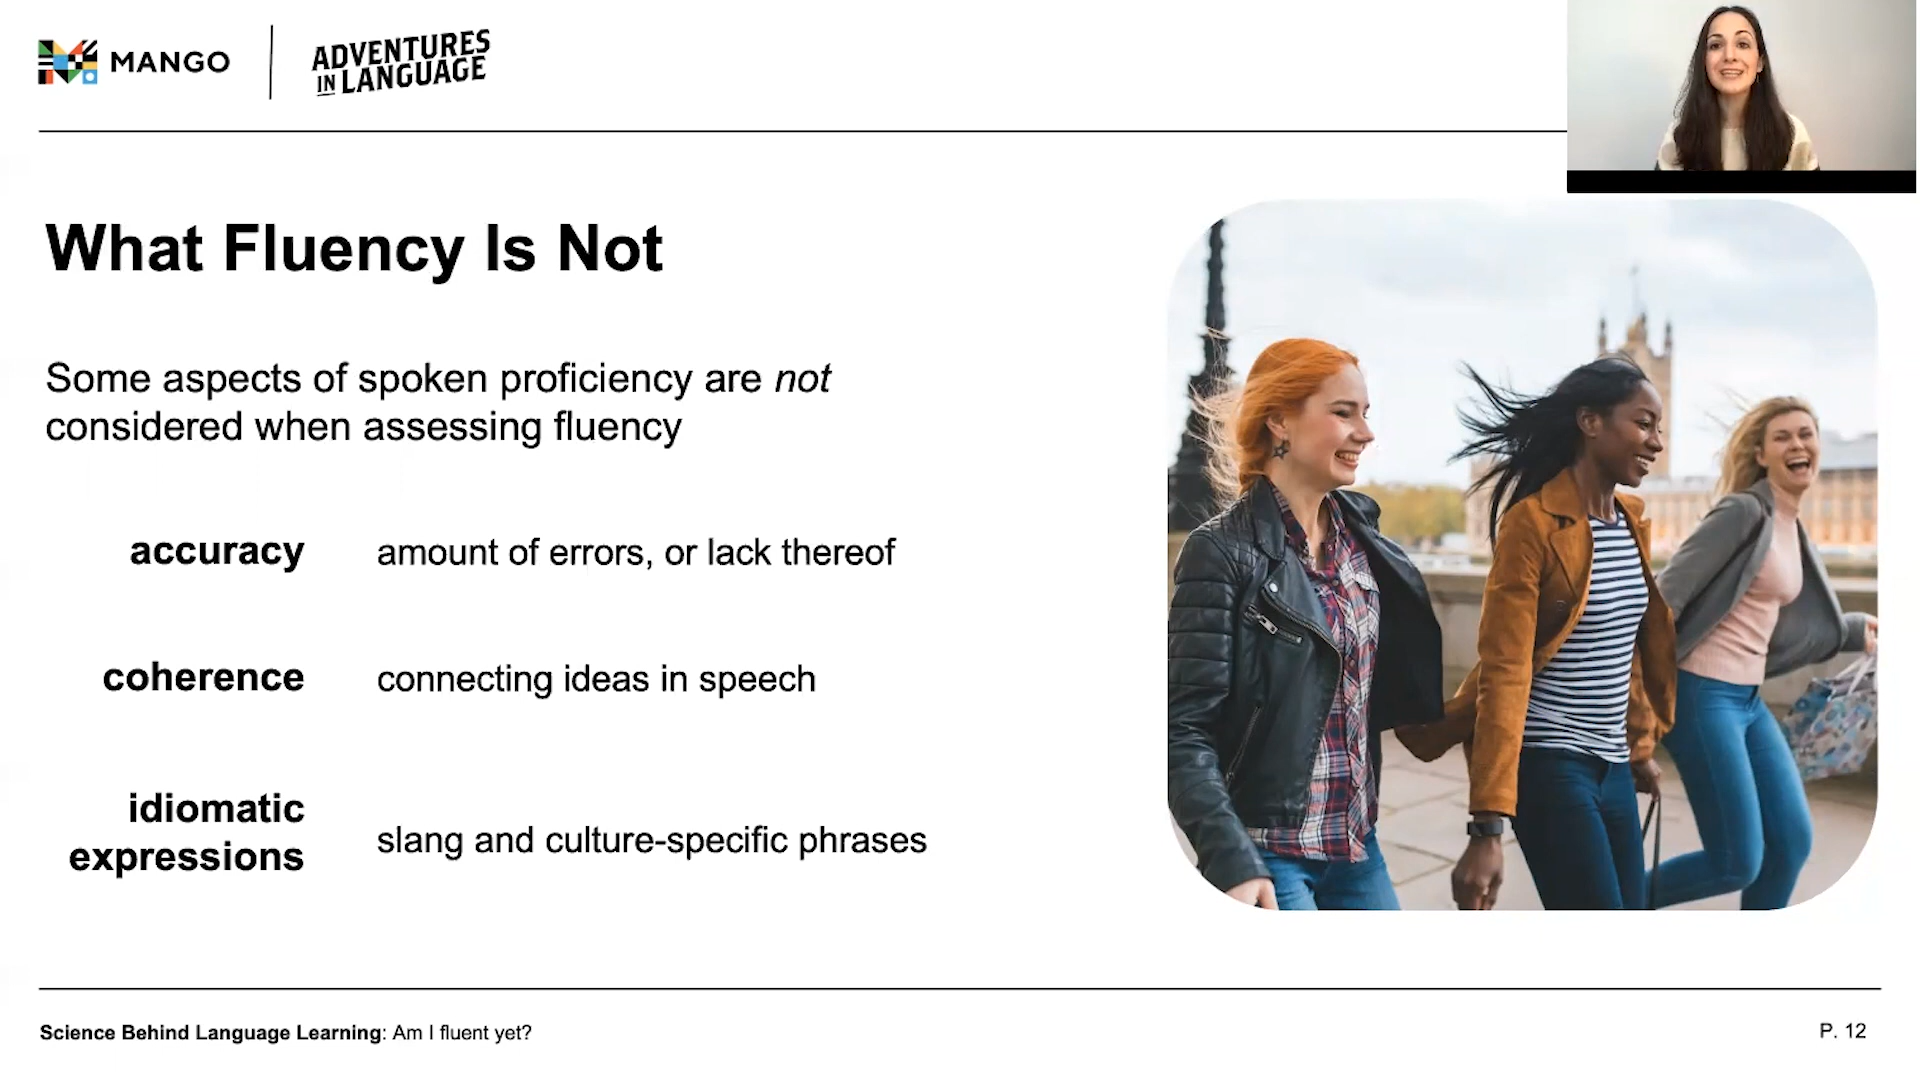 MANGO
ADVENTURES
IN LANGUAGE
What Fluency Is Not
Some aspects of spoken proficiency are not
considered when assessing fluency
accuracy amount of errors, or lack thereof
coherence connecting ideas in speech
idiomatic
expressions slang and culture-specific phrases
Science Behind Language Learning: Am I fluent yet? P. 12